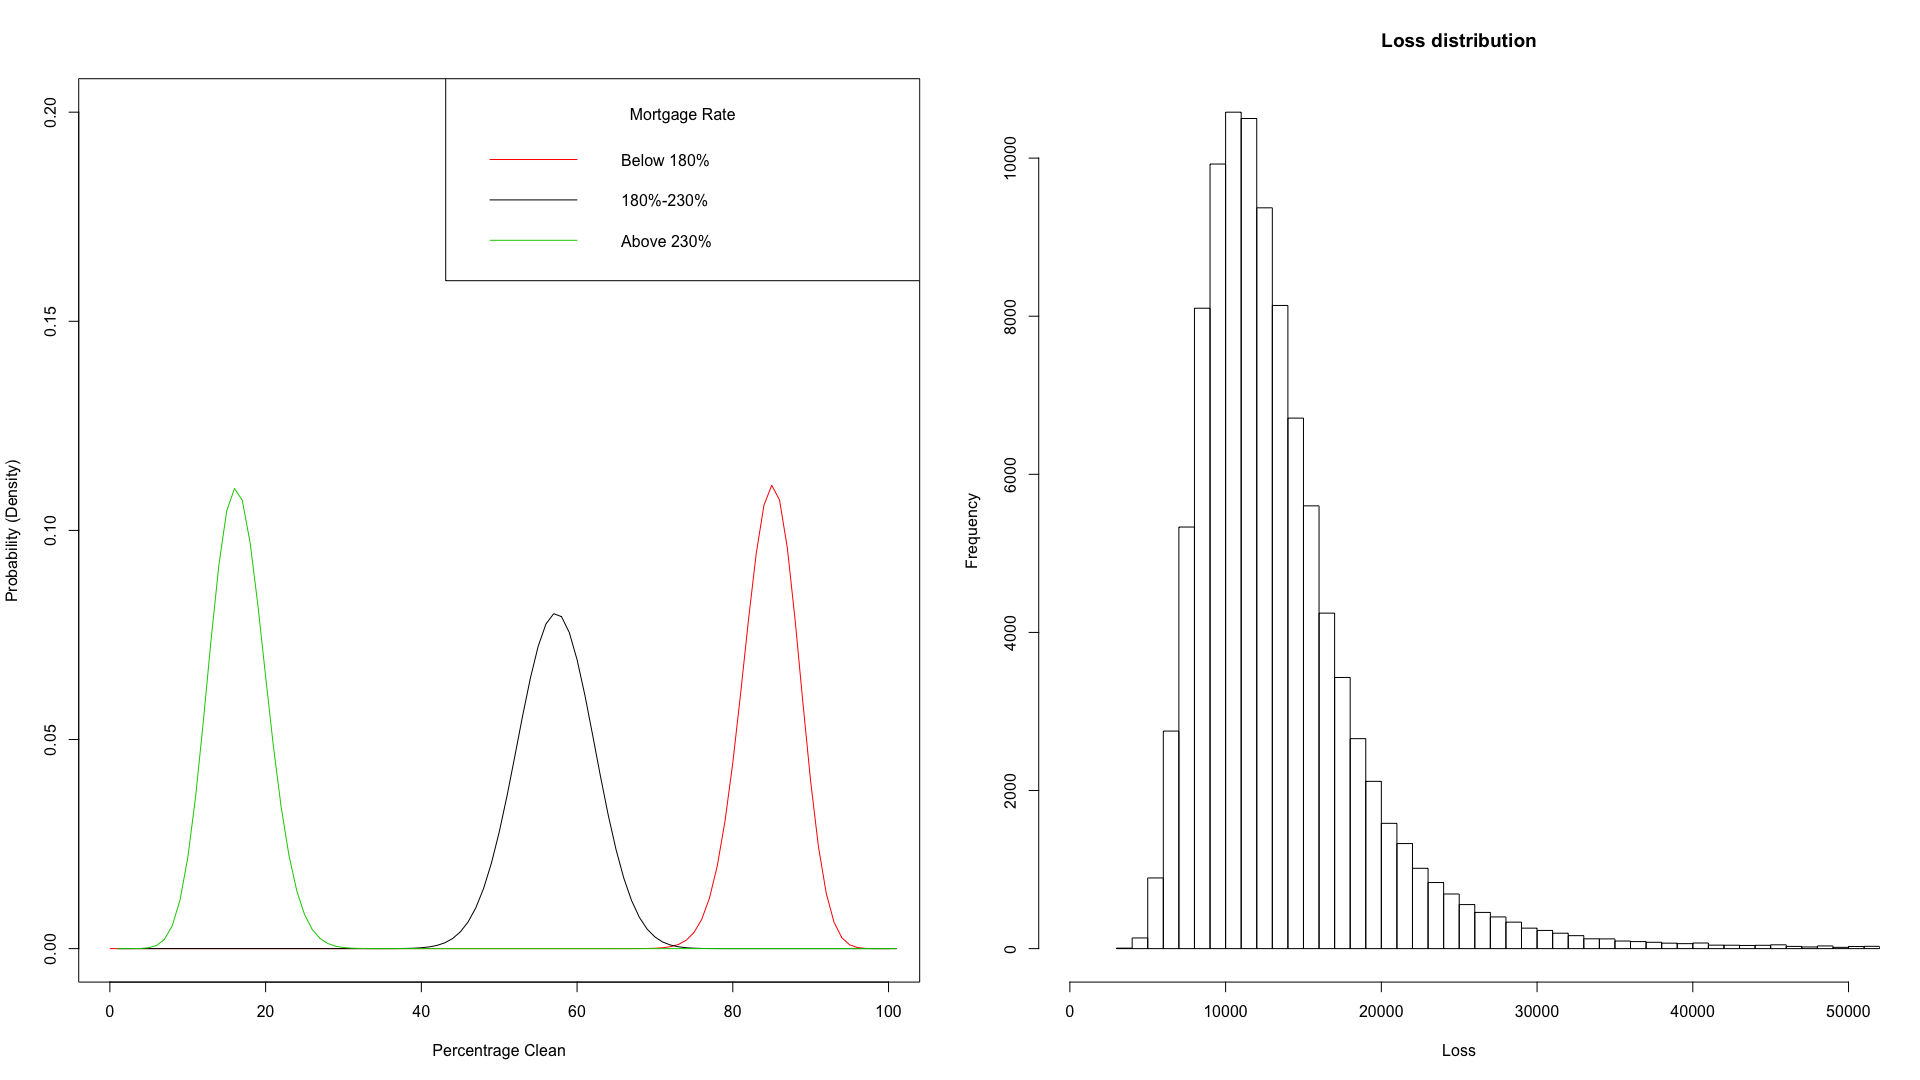 Mortgage Rate
Below 180%
180%-230%
Above 230%
Probability (Density)
0.00
0.05
0.10
0.15
0.20
0 20 40 60 80 100
Percentrage Clean
Loss distribution
Frequency
0
2000
4000
6000
8000
10000
0 10000 20000 30000 40000 50000
Loss